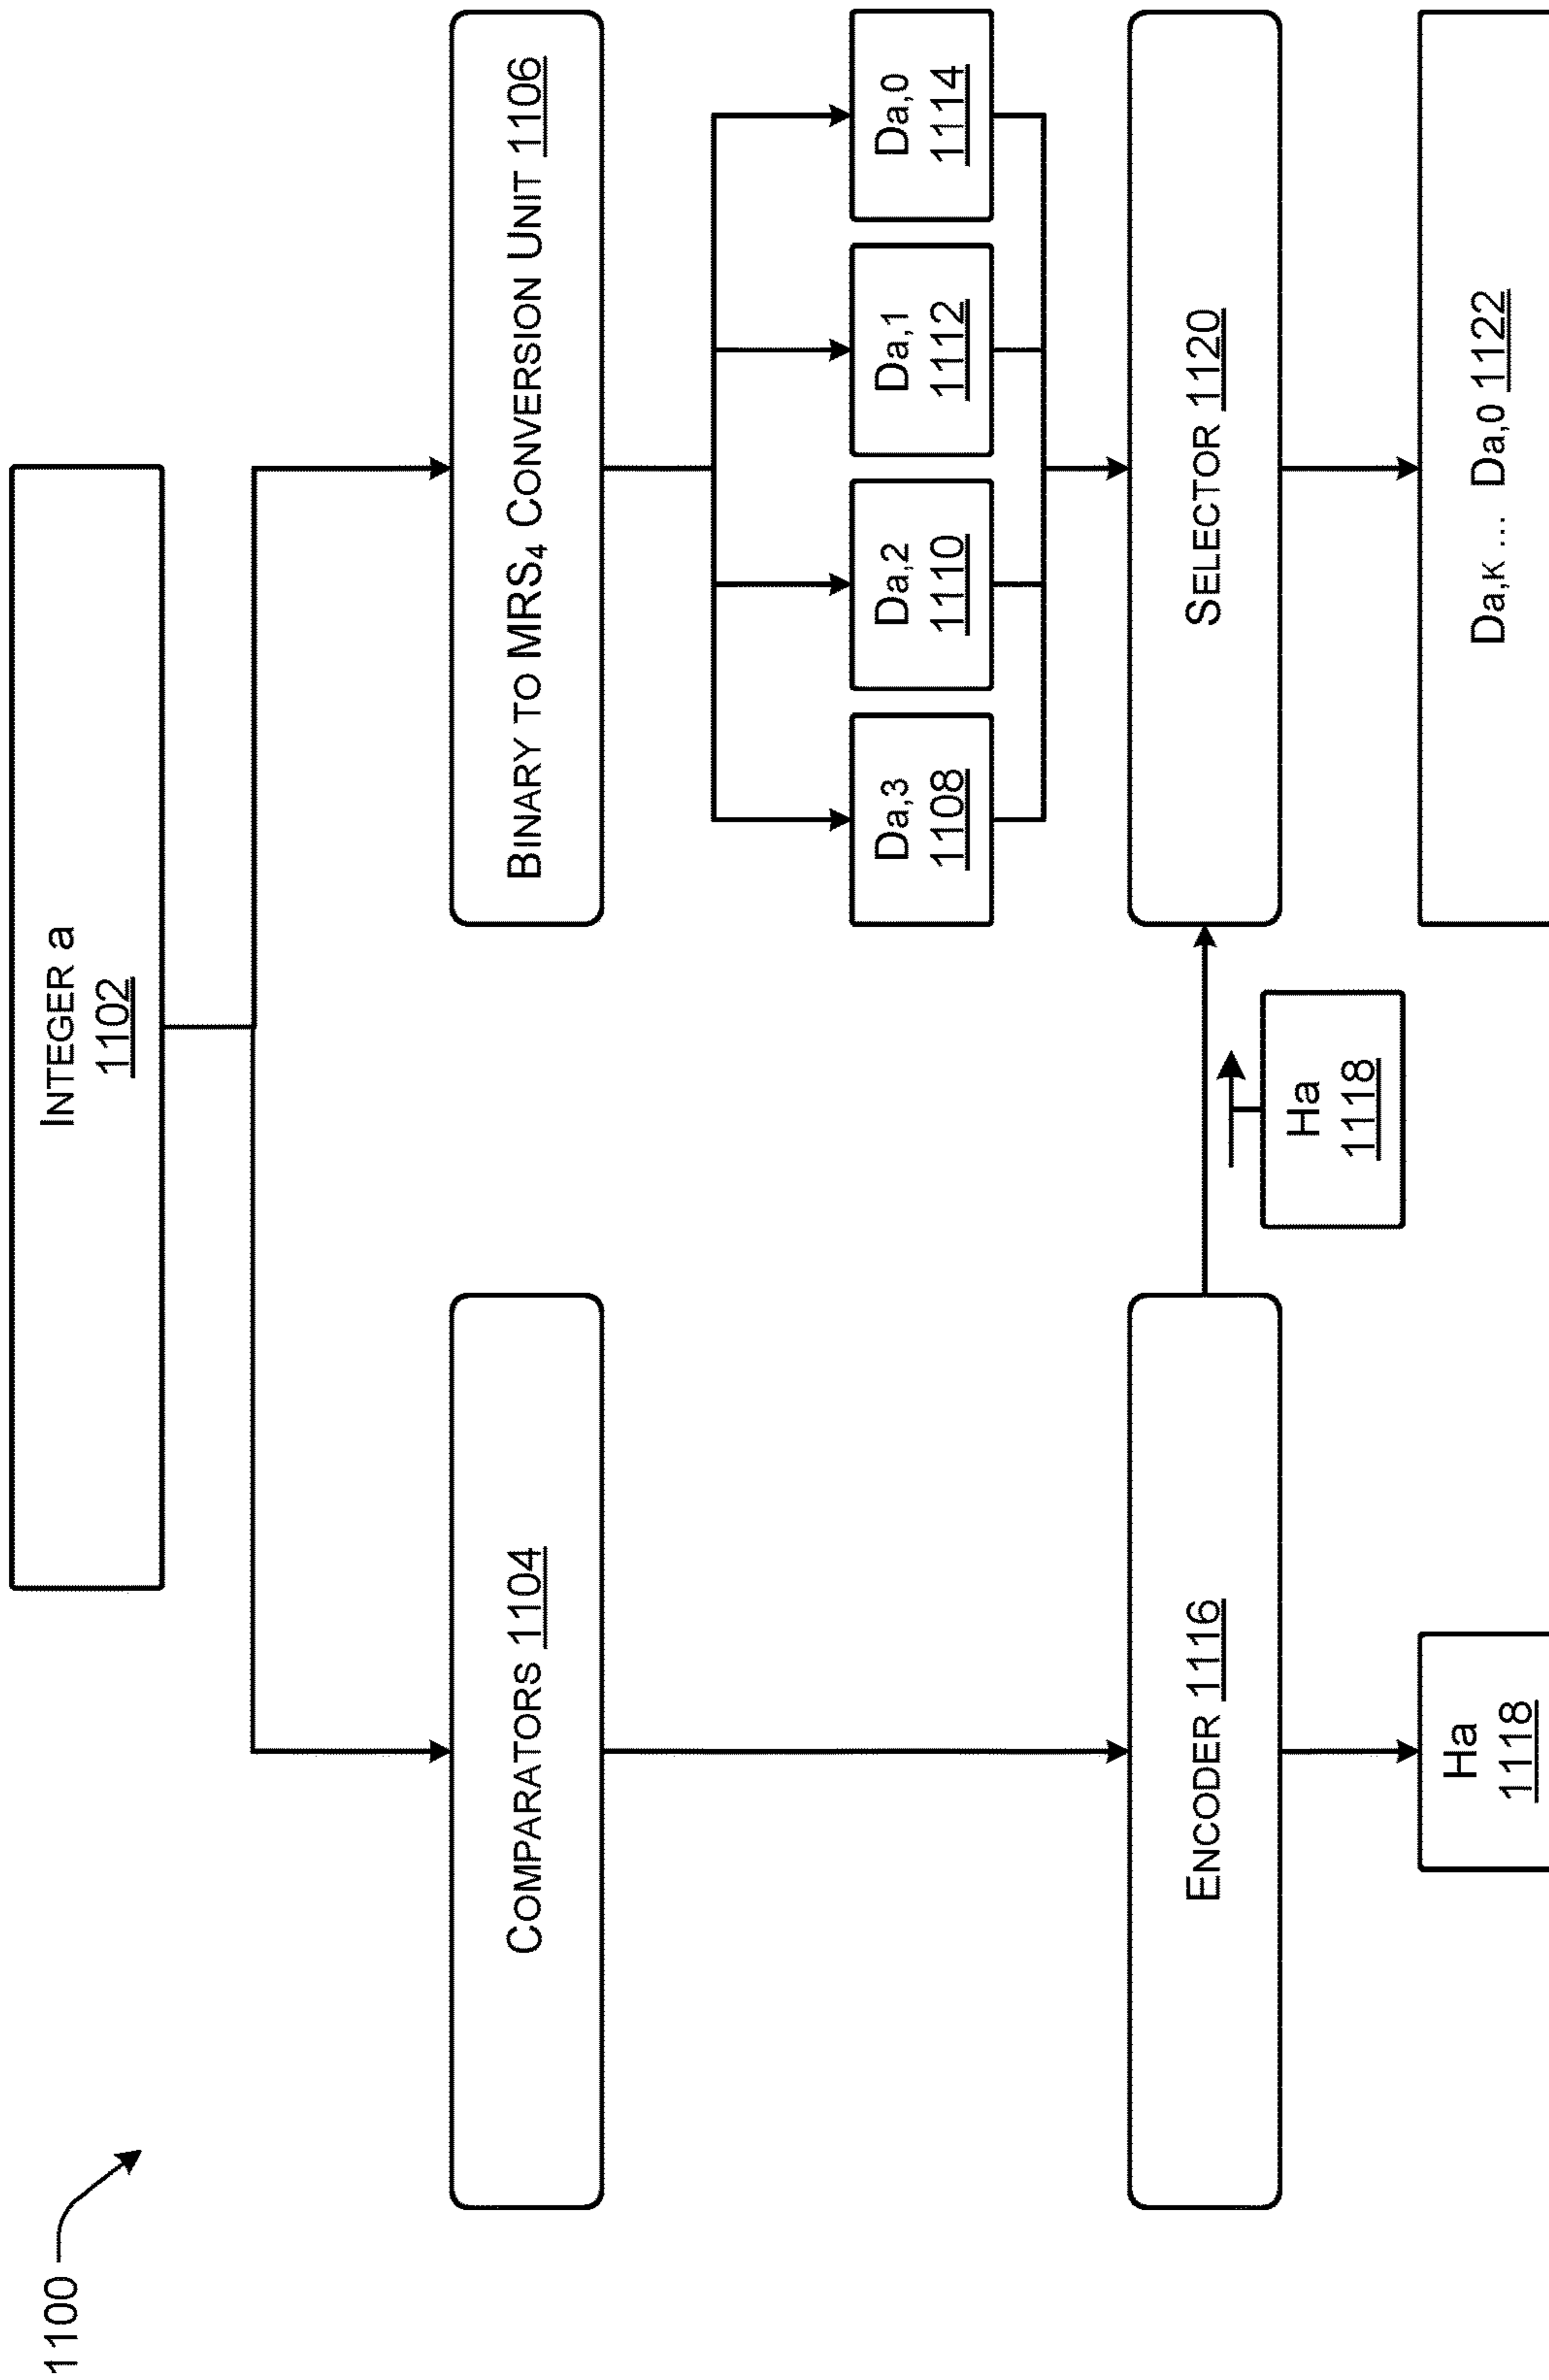 1100
INTEGER a
1102
COMPARATORS 1104
BINARY TO MRS₄ CONVERSION UNIT 1106
Da,3
1108
Da,2
1110
Da,1
1112
Da,0
1114
ENCODER 1116
Ha
1118
SELECTOR 1120
Ha
1118
Da,K ... Da,0 1122